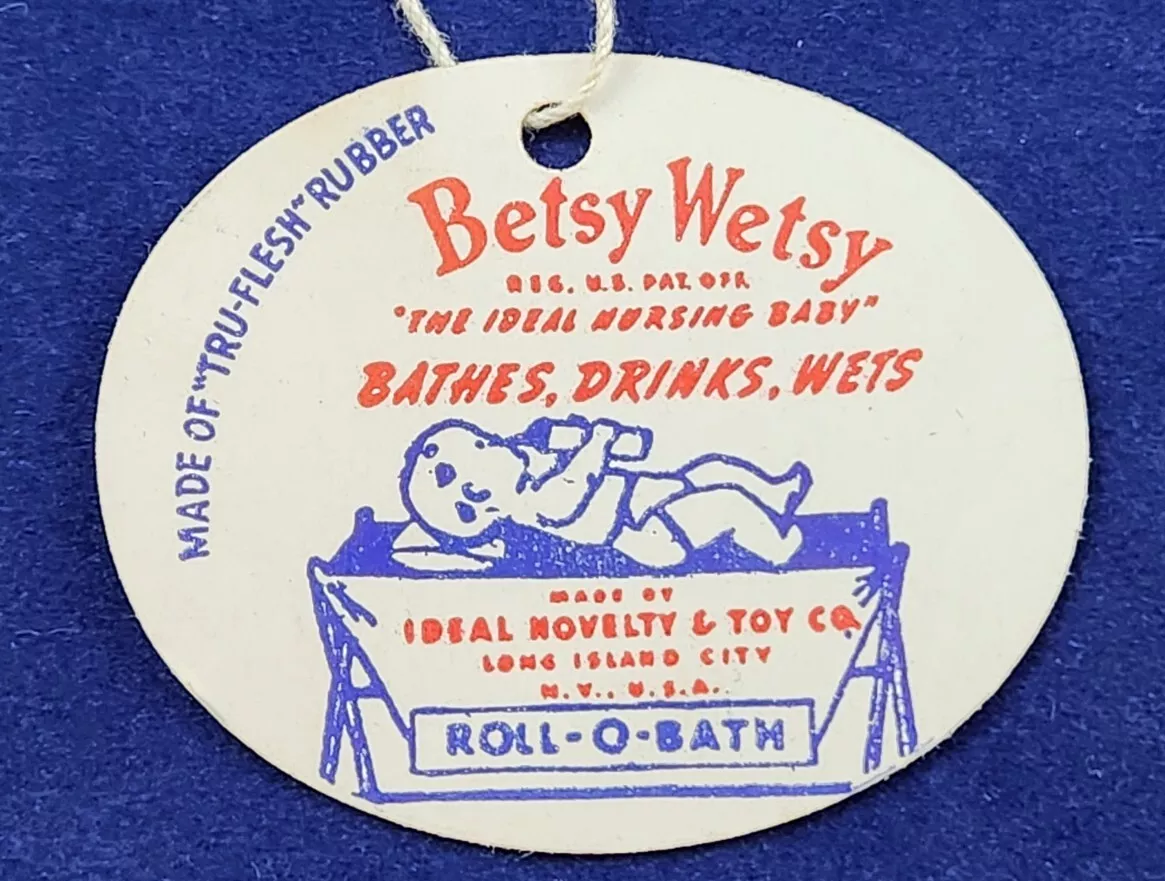 MADE OF "TRU-FLESH" RUBBER
Betsy Wetsy
REG. U.S. PAT. OFF.
"THE IDEAL NURSING BABY"
BATHES, DRINKS, WETS
MADE BY
IDEAL NOVELTY & TOY CO.
LONG ISLAND CITY
N.Y., U.S.A.
ROLL-O-BATH